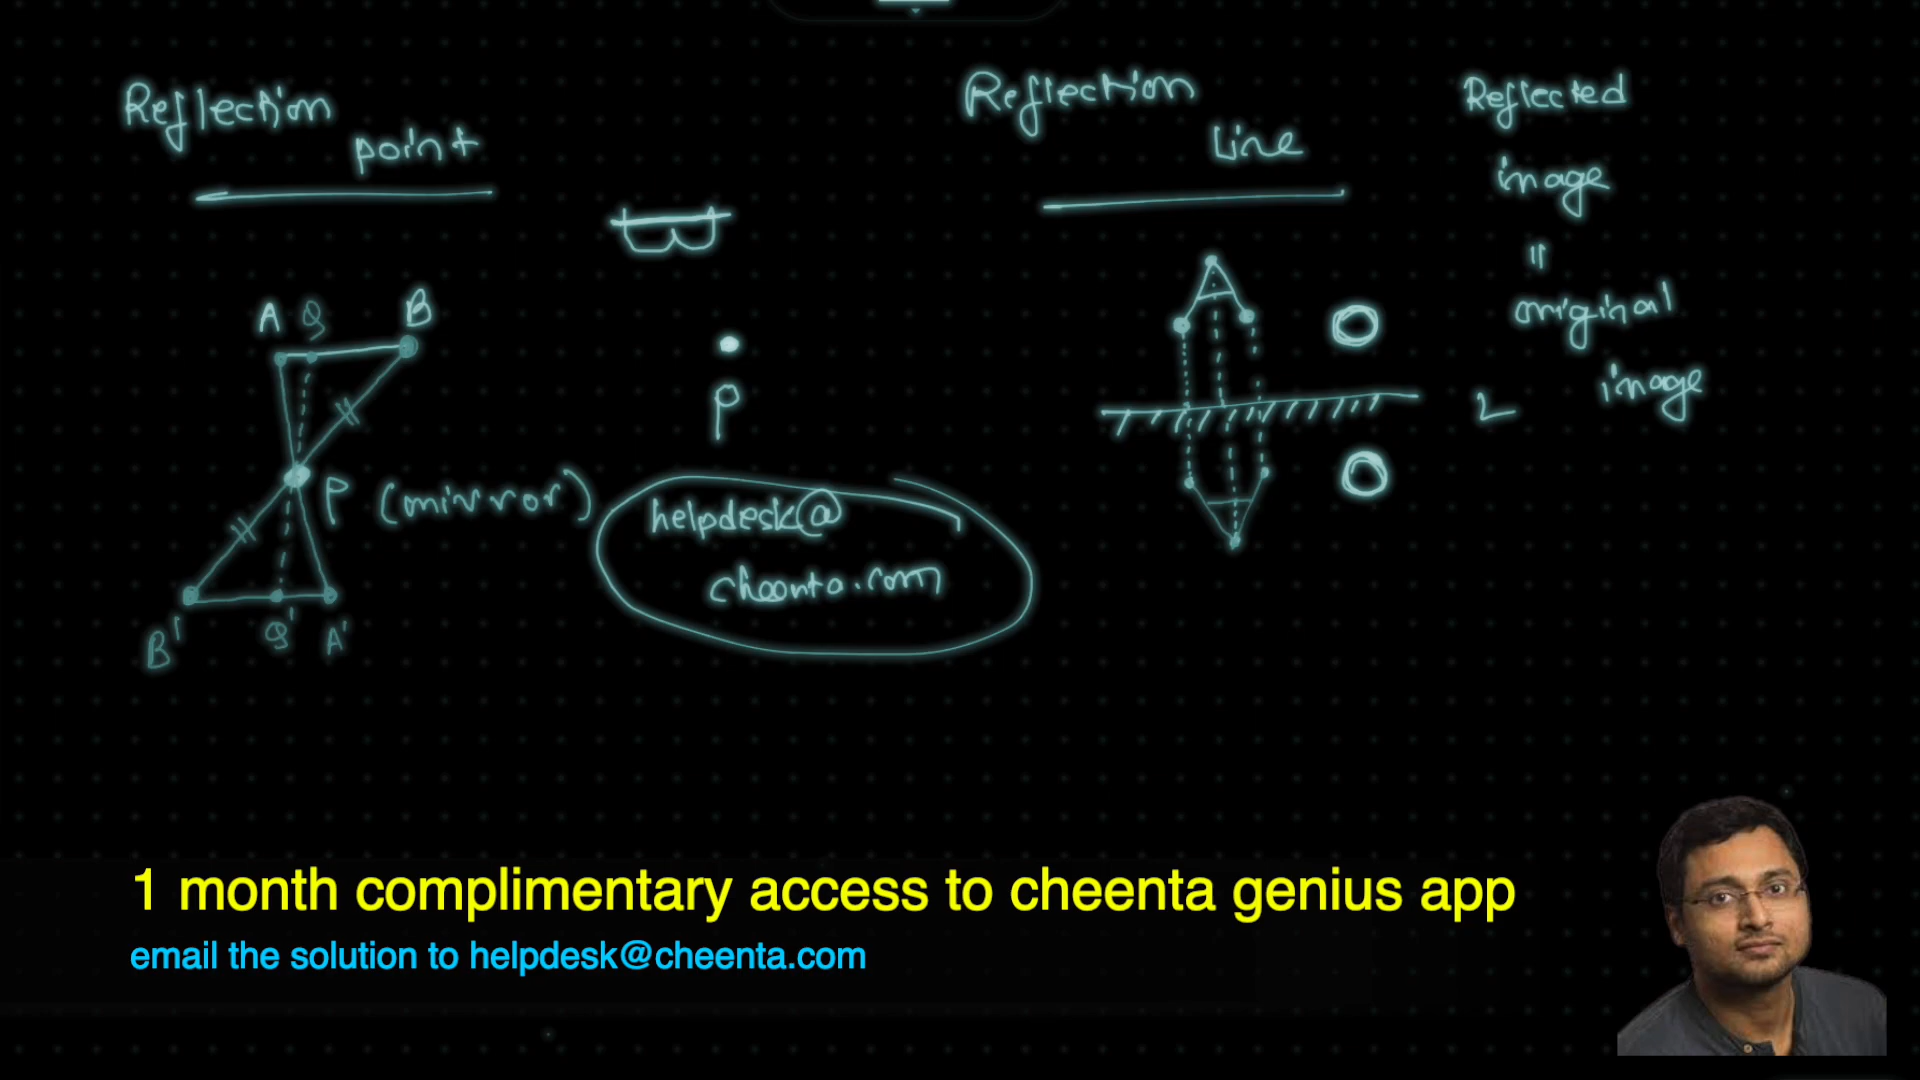 Reflection
point
A Q B
P (mirror)
B' Q' A'
P
helpdesk@
cheenta.com
Reflection
Line
L
Reflected
image
=
original
image
1 month complimentary access to cheenta genius app
email the solution to helpdesk@cheenta.com